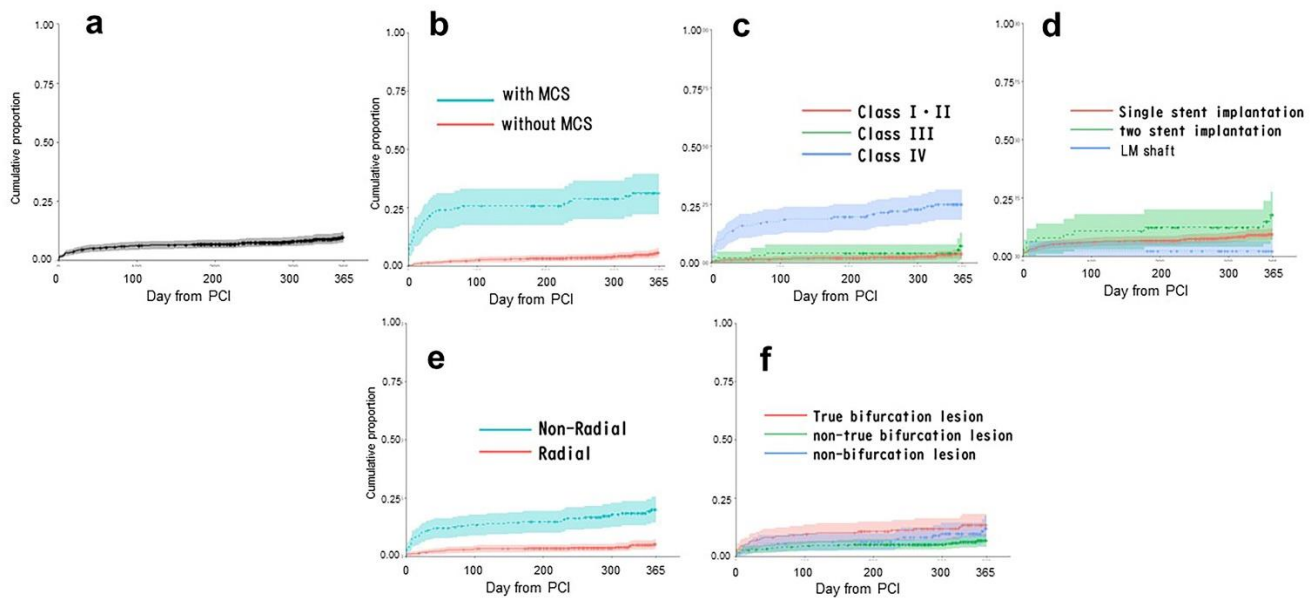 a
1.00
0.75
0.50
0.25
0.00
Cumulative proportion
0
100
200
300
365
Day from PCI
b
1.00
0.75
0.50
0.25
0.00
Cumulative proportion
with MCS
without MCS
0
100
200
300
365
Day from PCI
c
1.00
0.75
0.50
0.25
0.00
Class I・II
Class III
Class IV
0
100
200
300
365
Day from PCI
d
1.00
0.75
0.50
0.25
0.00
Single stent implantation
two stent implantation
LM shaft
100
200
300
365
Day from PCI
e
1.00
0.75
0.50
0.25
0.00
Cumulative proportion
Non-Radial
Radial
0
100
200
300
365
Day from PCI
f
1.00
0.75
0.50
0.25
0.00
True bifurcation lesion
non-true bifurcation lesion
non-bifurcation lesion
0
100
200
300
365
Day from PCI